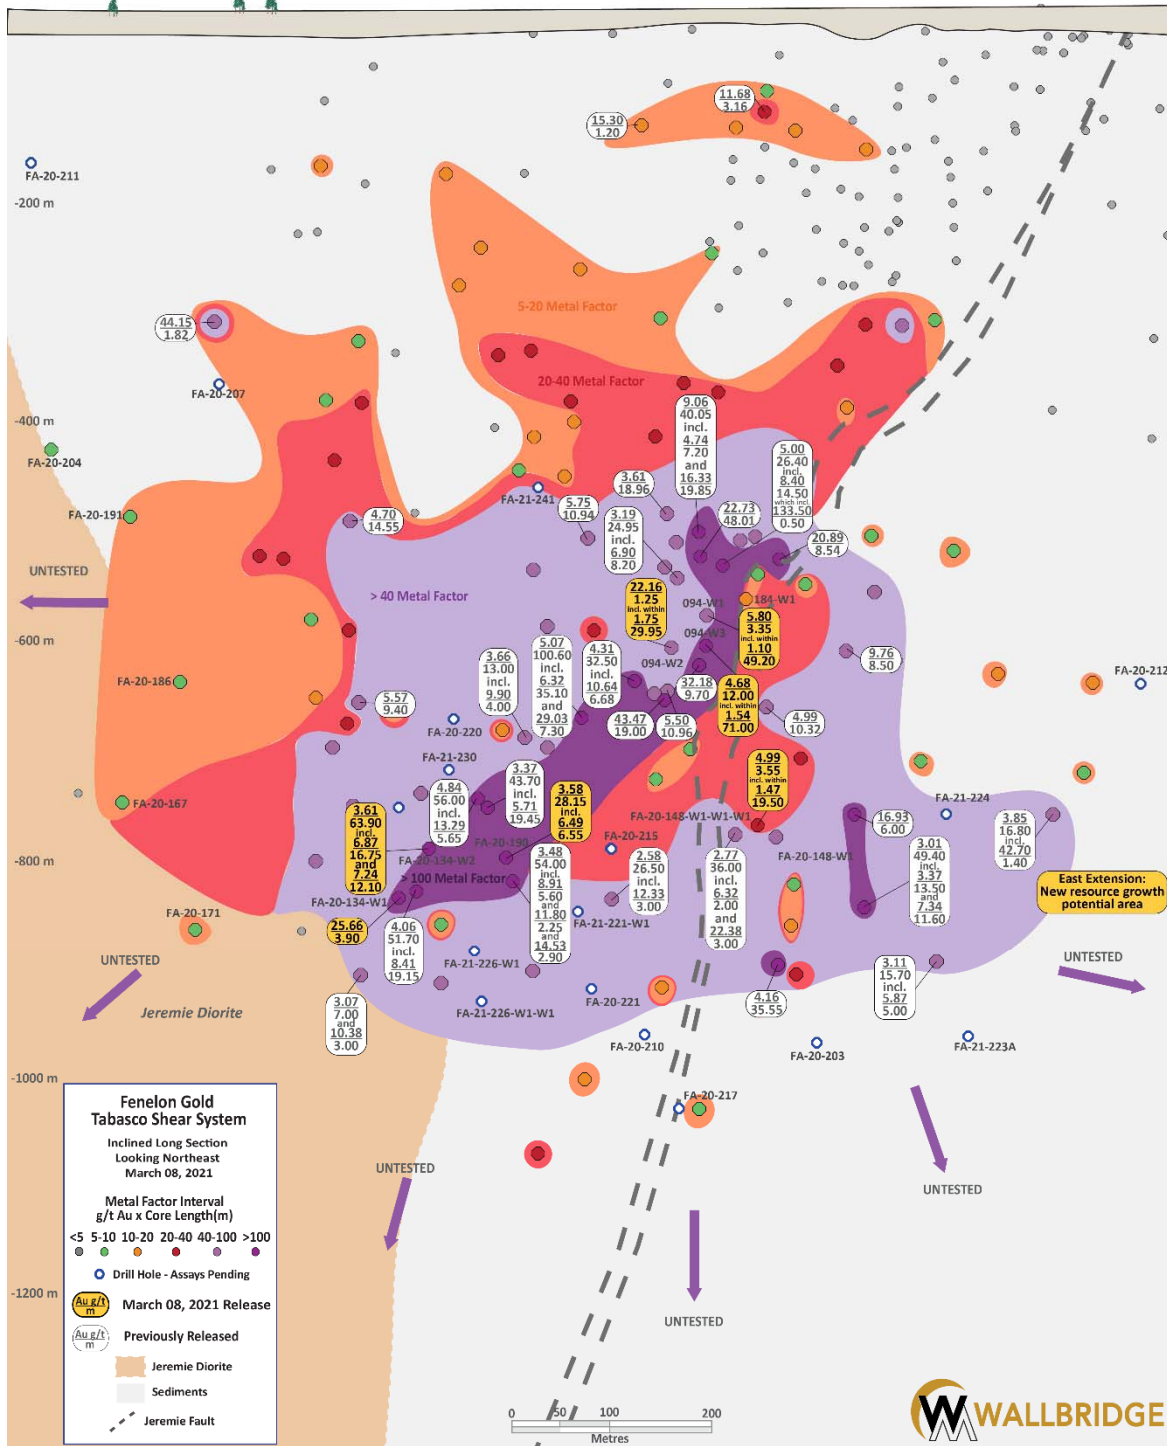 11.68
3.16
15.30
1.20
FA-20-211
-200 m
5-20 Metal Factor
44.15
1.82
20-40 Metal Factor
FA-20-207
-400 m
9.06
40.05
incl.
4.74
7.20
and
16.33
19.85
FA-20-204
5.00
26.40
incl.
8.40
14.50
which incl.
133.50
0.50
3.61
18.96
FA-21-241
5.75
10.94
22.73
48.01
FA-20-191
4.70
14.55
3.19
24.95
incl.
6.90
8.20
20.89
8.54
UNTESTED
> 40 Metal Factor
22.16
1.25
incl. within
1.75
29.95
094-W1
184-W1
5.80
3.35
incl. within
1.10
49.20
-600 m
094-W3
3.66
13.00
incl.
9.90
4.00
5.07
100.60
incl.
6.32
35.10
and
29.03
7.30
4.31
32.50
incl.
10.64
6.68
094-W2
9.76
8.50
FA-20-186
FA-20-212
32.18
9.70
4.68
12.00
incl. within
1.54
71.00
5.57
9.40
FA-20-220
43.47
19.00
5.50
10.96
4.99
10.32
FA-21-230
3.37
43.70
incl.
5.71
19.45
4.99
3.55
incl. within
1.47
19.50
4.84
56.00
incl.
13.29
5.65
3.58
28.15
incl.
6.49
6.55
FA-20-167
3.61
63.90
incl.
6.87
16.75
and
7.24
12.10
FA-20-148-W1-W1-W1
16.93
6.00
FA-21-224
3.85
16.80
incl.
42.70
1.40
FA-20-190
FA-20-215
-800 m
FA-20-134-W2
3.48
54.00
incl.
8.91
5.60
and
11.80
2.25
and
14.53
2.90
2.58
26.50
incl.
12.33
3.00
2.77
36.00
incl.
6.32
2.00
and
22.38
3.00
FA-20-148-W1
3.01
49.40
incl.
3.37
13.50
and
7.34
11.60
> 100 Metal Factor
East Extension:
New resource growth
potential area
FA-20-134-W1
FA-20-171
25.66
3.90
4.06
51.70
incl.
8.41
19.15
FA-21-221-W1
UNTESTED
FA-21-226-W1
3.11
15.70
incl.
5.87
5.00
UNTESTED
3.07
7.00
and
10.38
3.00
Jeremie Diorite
FA-21-226-W1-W1
FA-20-221
4.16
35.55
FA-20-210
FA-20-203
FA-21-223A
-1000 m
FA-20-217
UNTESTED
UNTESTED
UNTESTED
-1200 m
Fenelon Gold
Tabasco Shear System
Inclined Long Section
Looking Northeast
March 08, 2021
Metal Factor Interval
g/t Au x Core Length(m)
<5 5-10 10-20 20-40 40-100 >100
Drill Hole - Assays Pending
Au g/t
m
March 08, 2021 Release
Au g/t
m
Previously Released
Jeremie Diorite
Sediments
Jeremie Fault
0 50 100 200
Metres
WALLBRIDGE